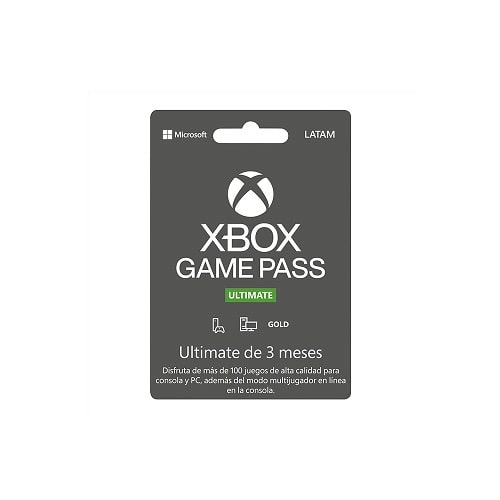 Microsoft LATAM
XBOX
GAME PASS
ULTIMATE
GOLD
Ultimate de 3 meses
Disfruta de más de 100 juegos de alta calidad para
consola y PC, además del modo multijugador en línea
en la consola.